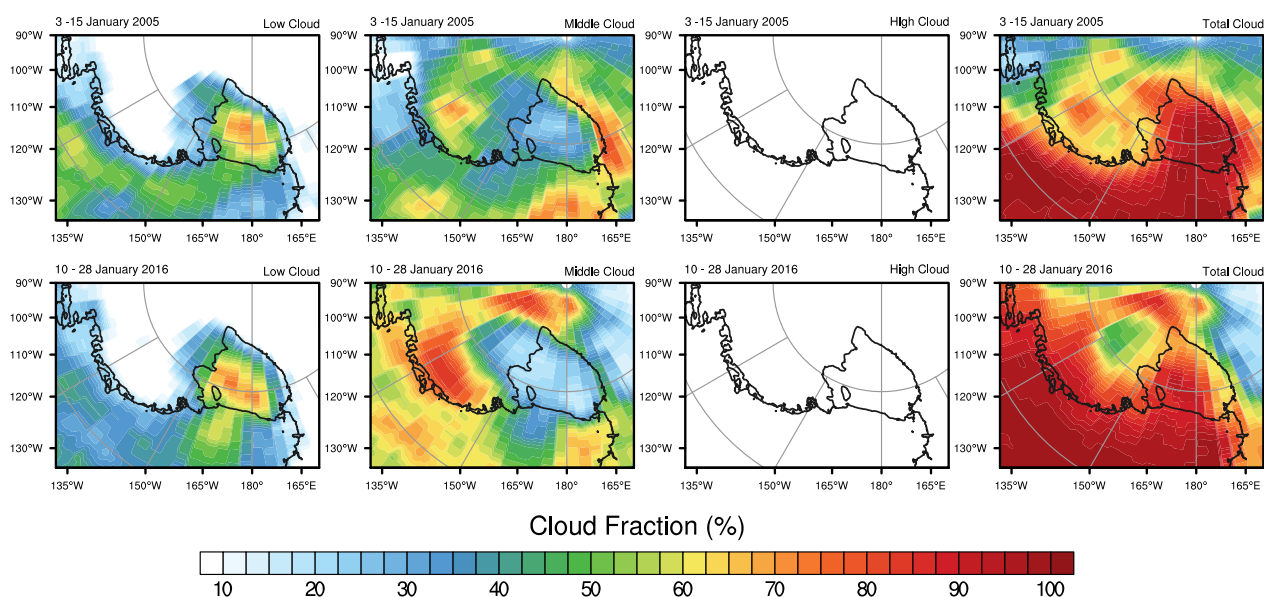 3 -15 January 2005 Low Cloud
3 -15 January 2005 Middle Cloud
3 -15 January 2005 High Cloud
3 -15 January 2005 Total Cloud
90°W 90°W 90°W 90°W
100°W 100°W 100°W 100°W
110°W 110°W 110°W 110°W
120°W 120°W 120°W 120°W
130°W 130°W 130°W 130°W
135°W 150°W 165°W 180° 165°E
135°W 150°W 165°W 180° 165°E
135°W 150°W 165°W 180° 165°E
135°W 150°W 165°W 180° 165°E
10 - 28 January 2016 Low Cloud
10 - 28 January 2016 Middle Cloud
10 - 28 January 2016 High Cloud
10 - 28 January 2016 Total Cloud
90°W 90°W 90°W 90°W
100°W 100°W 100°W 100°W
110°W 110°W 110°W 110°W
120°W 120°W 120°W 120°W
130°W 130°W 130°W 130°W
135°W 150°W 165°W 180° 165°E
135°W 150°W 165°W 180° 165°E
135°W 150°W 165°W 180° 165°E
135°W 150°W 165°W 180° 165°E
Cloud Fraction (%)
10 20 30 40 50 60 70 80 90 100